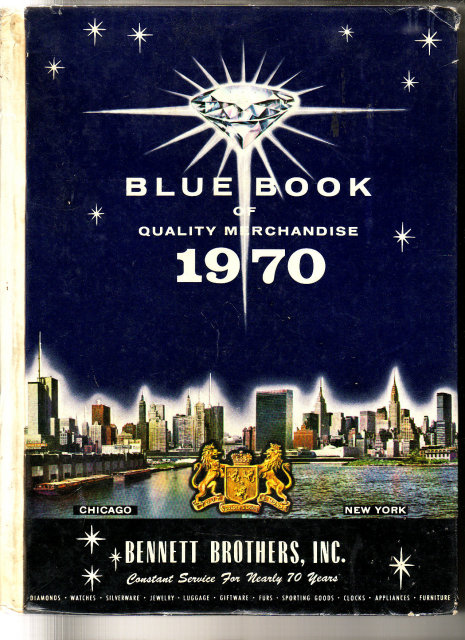 BLUE BOOK
OF
QUALITY MERCHANDISE
1970
CHICAGO
NEW YORK
BENNETT BROTHERS, INC.
Constant Service For Nearly 70 Years
DIAMONDS • WATCHES • SILVERWARE • JEWELRY • LUGGAGE • GIFTWARE • FURS • SPORTING GOODS • CLOCKS • APPLIANCES • FURNITURE